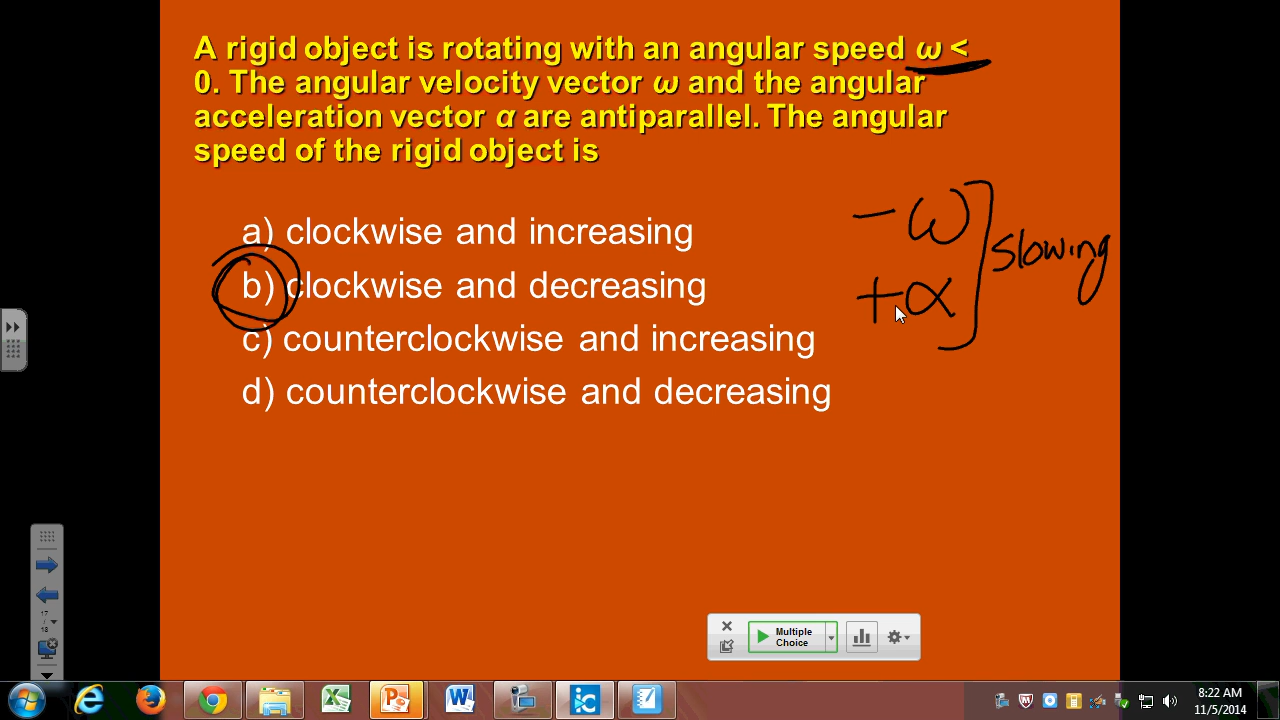 A rigid object is rotating with an angular speed ω <
0. The angular velocity vector ω and the angular
acceleration vector α are antiparallel. The angular
speed of the rigid object is
a) clockwise and increasing
b) clockwise and decreasing
c) counterclockwise and increasing
d) counterclockwise and decreasing
- ω
+ α
slowing
17
/
18
Multiple
Choice
8:22 AM
11/5/2014